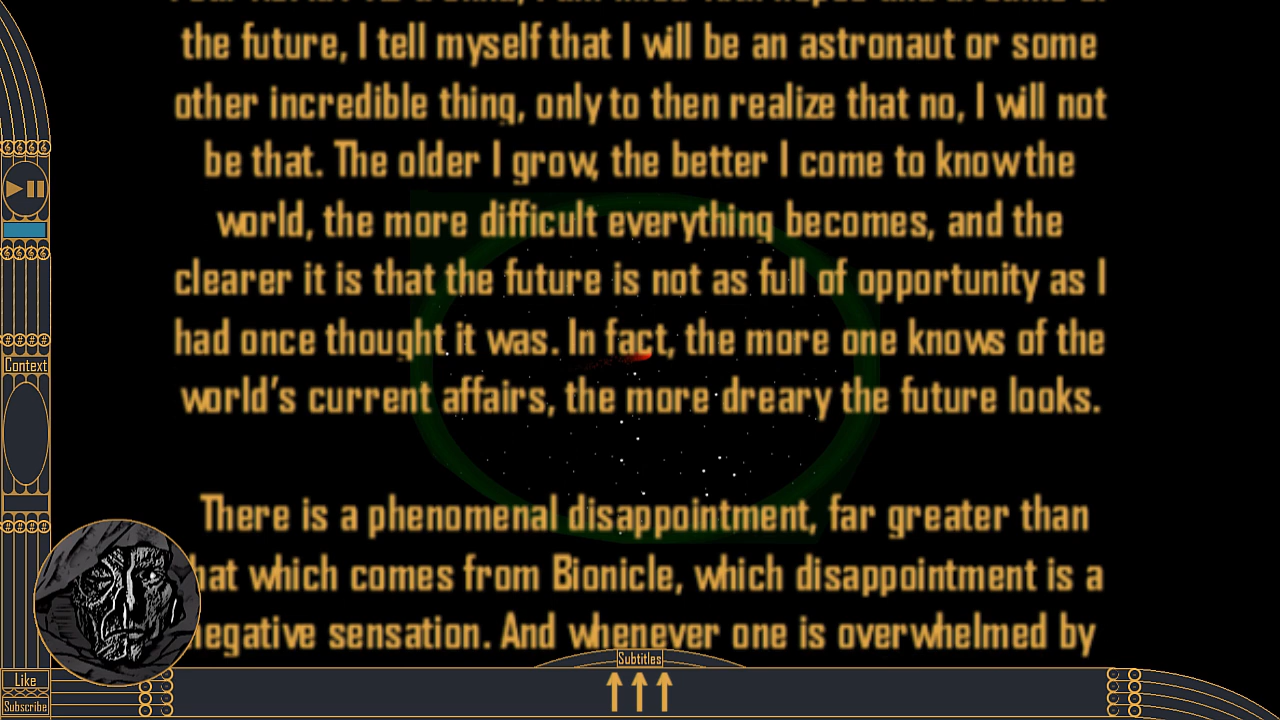 the future, I tell myself that I will be an astronaut or some
other incredible thing, only to then realize that no, I will not
be that. The older I grow, the better I come to know the
world, the more difficult everything becomes, and the
clearer it is that the future is not as full of opportunity as I
had once thought it was. In fact, the more one knows of the
world's current affairs, the more dreary the future looks.
There is a phenomenal disappointment, far greater than
which comes from Bionicle, which disappointment is a
sensation. And whenever one is overwhelmed by
Context
Subtitles
Like
Subscribe